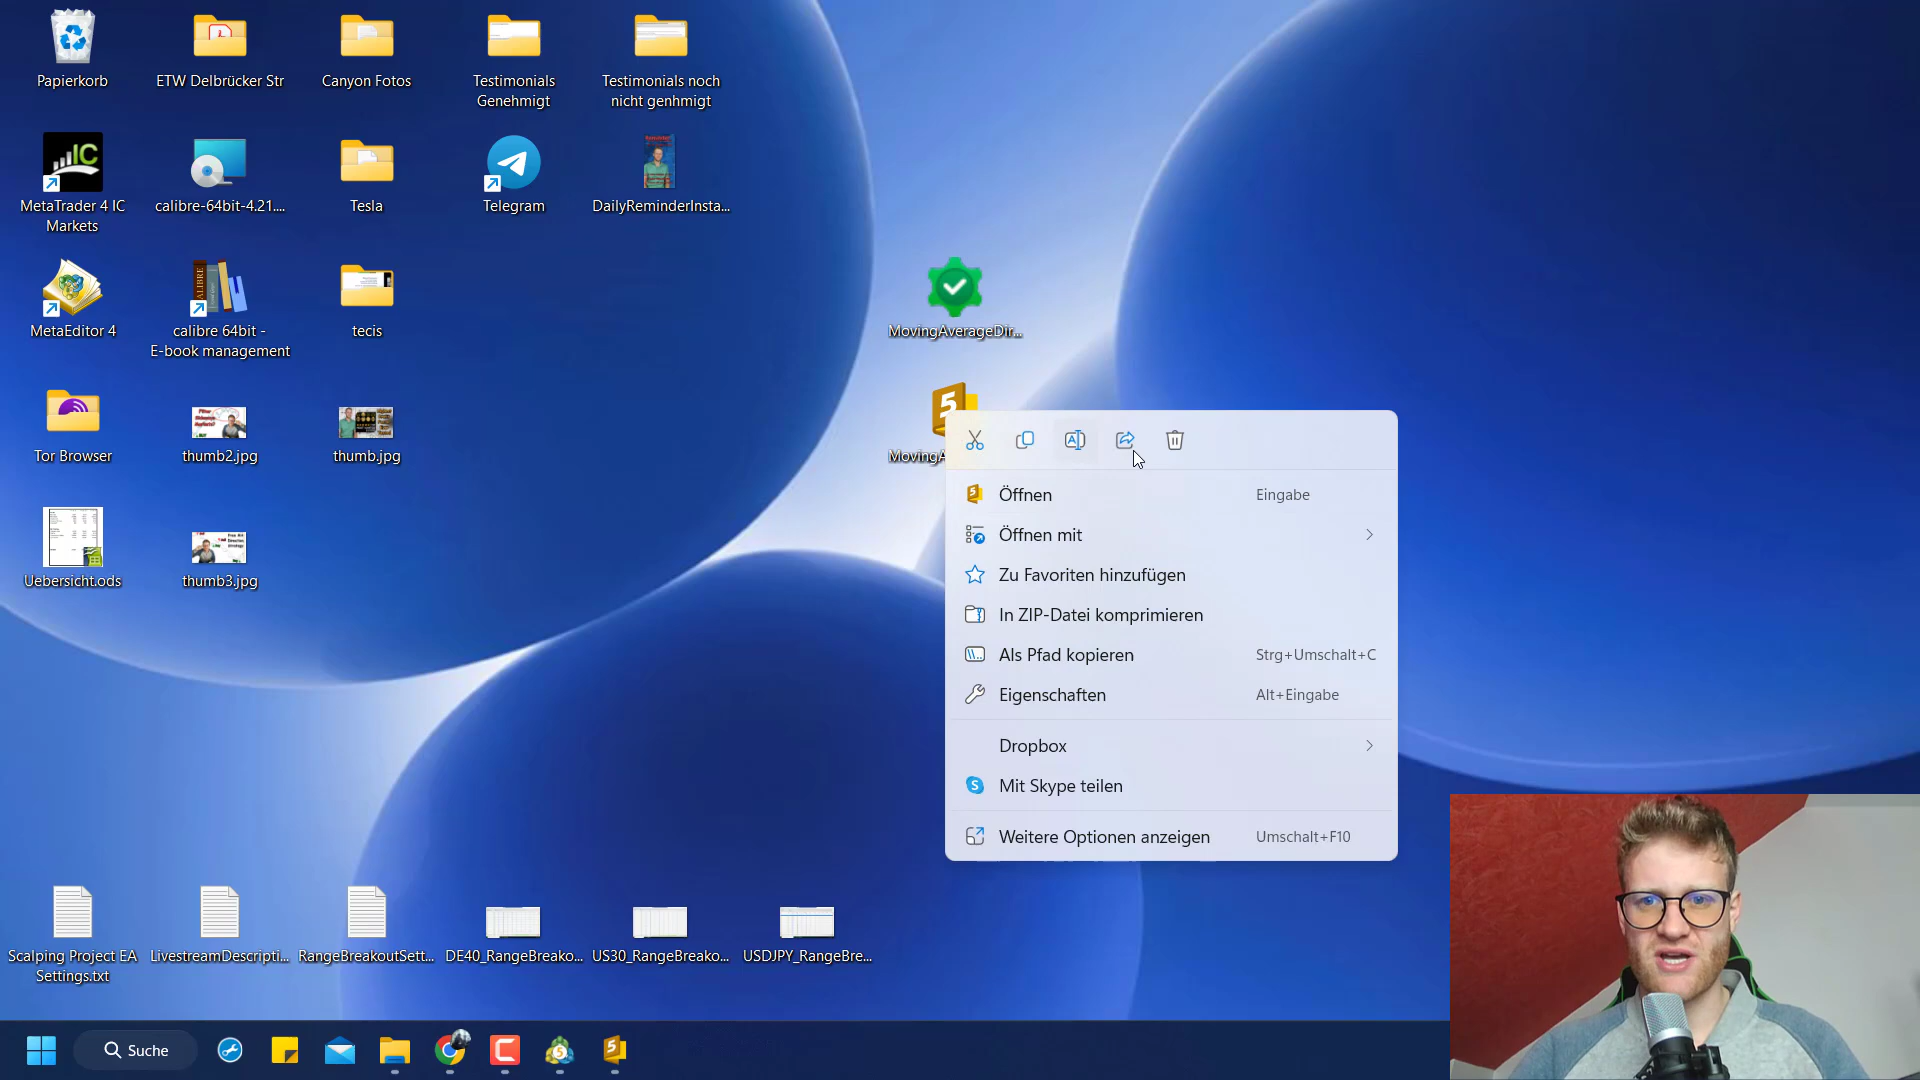 Papierkorb
ETW Delbrücker Str
Canyon Fotos
Testimonials
Genehmigt
Testimonials noch
nicht genhmigt
IC
MetaTrader 4 IC
Markets
calibre-64bit-4.21....
Tesla
Telegram
DailyReminderInsta...
MetaEditor 4
CALIBRE
calibre 64bit -
E-book management
tecis
MovingAverageDir...
Tor Browser
thumb2.jpg
thumb.jpg
5
MovingA
Öffnen
Eingabe
Öffnen mit
Zu Favoriten hinzufügen
In ZIP-Datei komprimieren
Als Pfad kopieren
Strg+Umschalt+C
Eigenschaften
Alt+Eingabe
Dropbox
Mit Skype teilen
Weitere Optionen anzeigen
Umschalt+F10
Uebersicht.ods
thumb3.jpg
Scalping Project EA
Settings.txt
LivestreamDescripti...
RangeBreakoutSett...
DE40_RangeBreako...
US30_RangeBreako...
USDJPY_RangeBre...
Suche